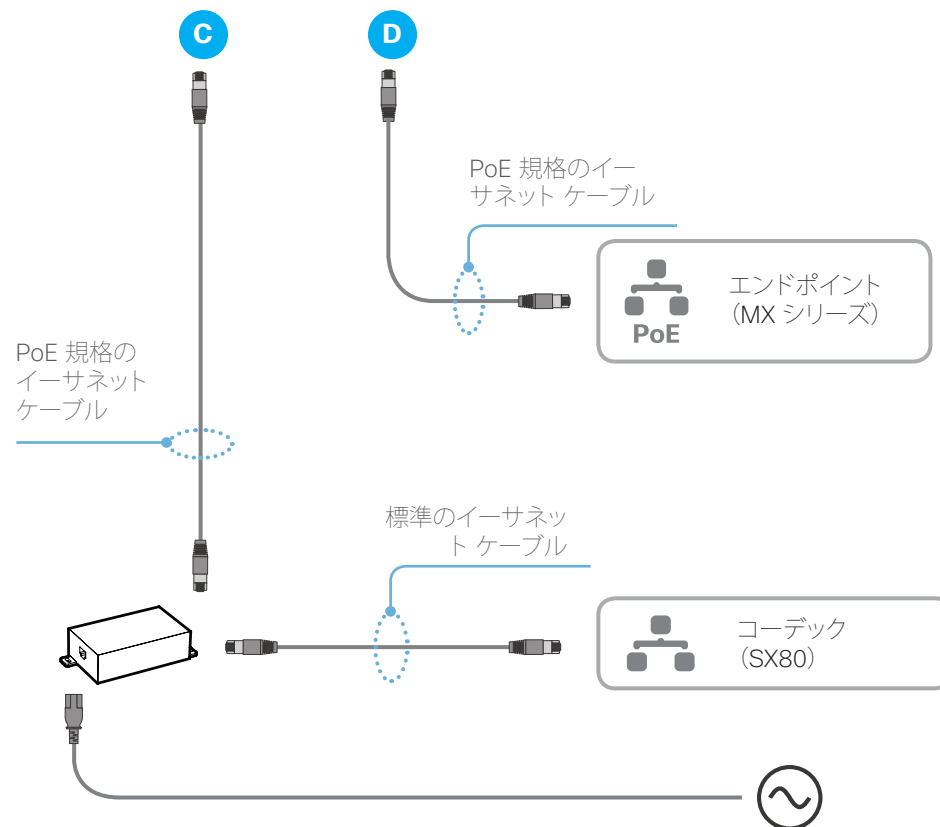 C
D
PoE 規格のイー
サネット ケーブル
エンドポイント
（MX シリーズ）
PoE
PoE 規格の
イーサネット
ケーブル
標準のイーサネッ
ト ケーブル
コーデック
（SX80）